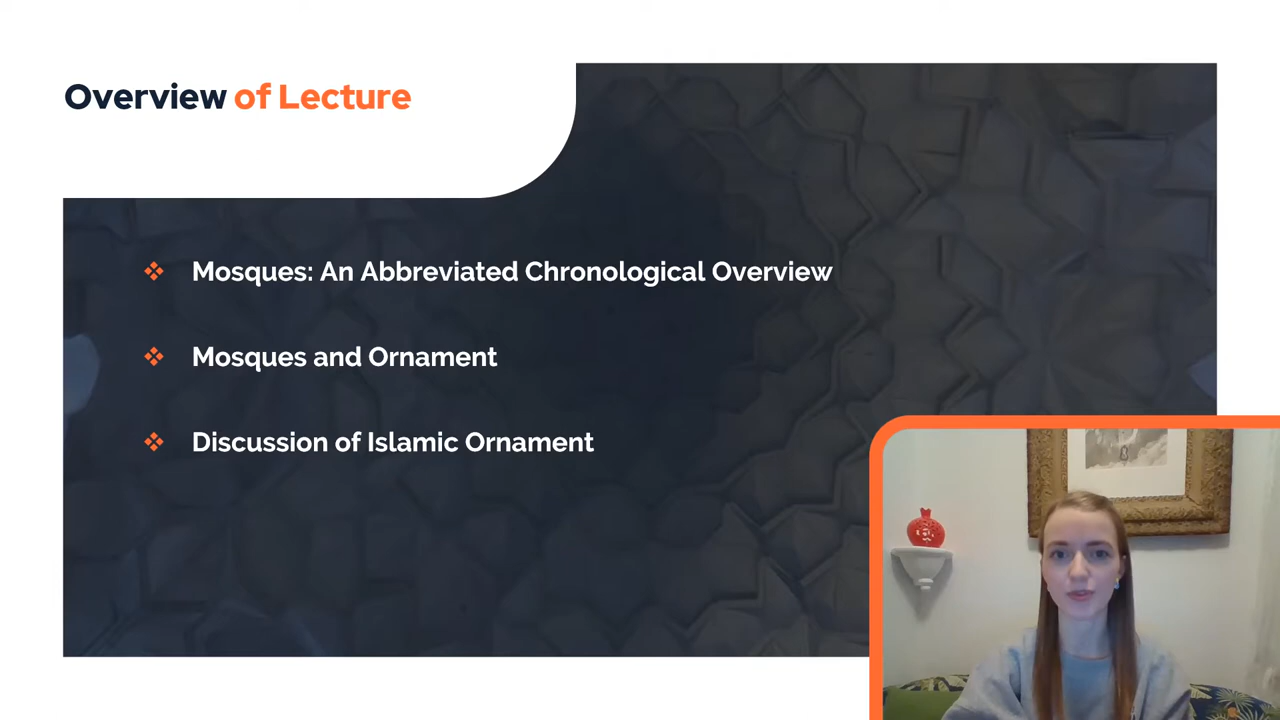 Overview of Lecture
Mosques: An Abbreviated Chronological Overview
Mosques and Ornament
Discussion of Islamic Ornament